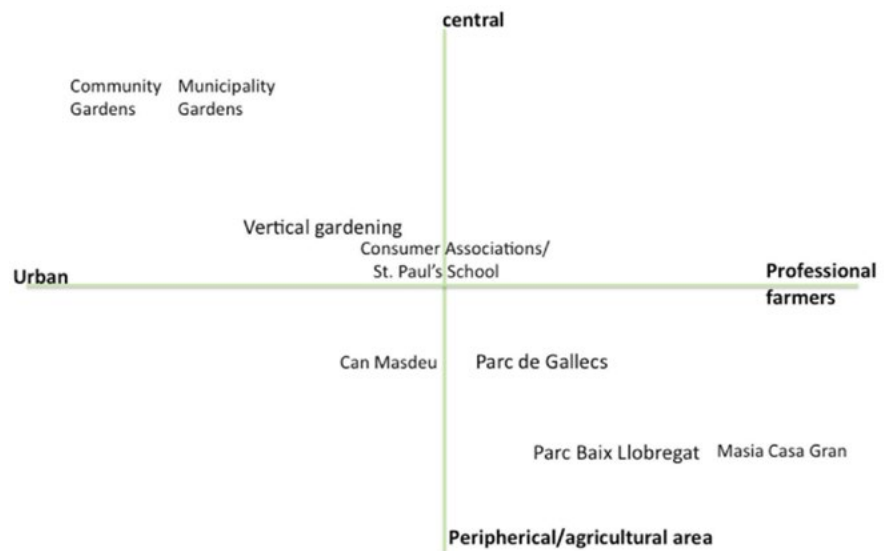 central
Community Municipality
Gardens Gardens
Vertical gardening
Consumer Associations/
St. Paul's School
Urban
Professional
farmers
Can Masdeu
Parc de Gallecs
Parc Baix Llobregat
Masia Casa Gran
Peripherical/agricultural area